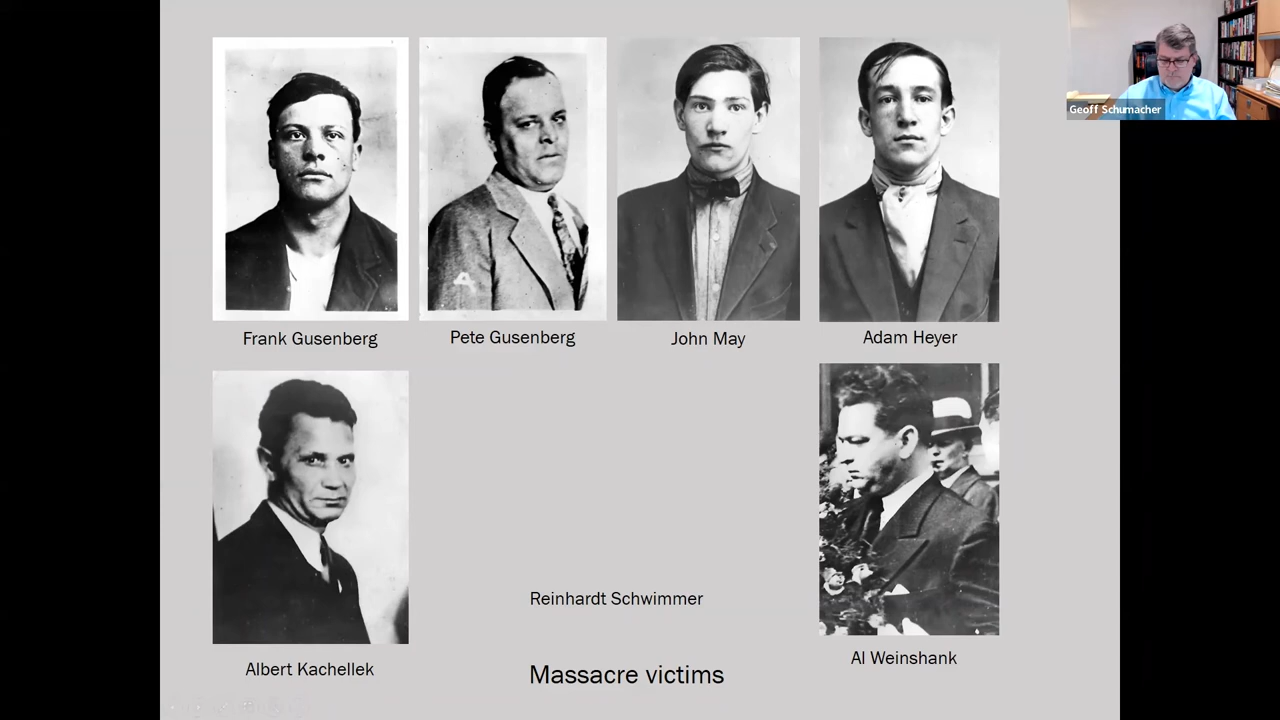 Geoff Schumacher
Frank Gusenberg
Pete Gusenberg
John May
Adam Heyer
Reinhardt Schwimmer
Albert Kachellek
Al Weinshank
Massacre victims